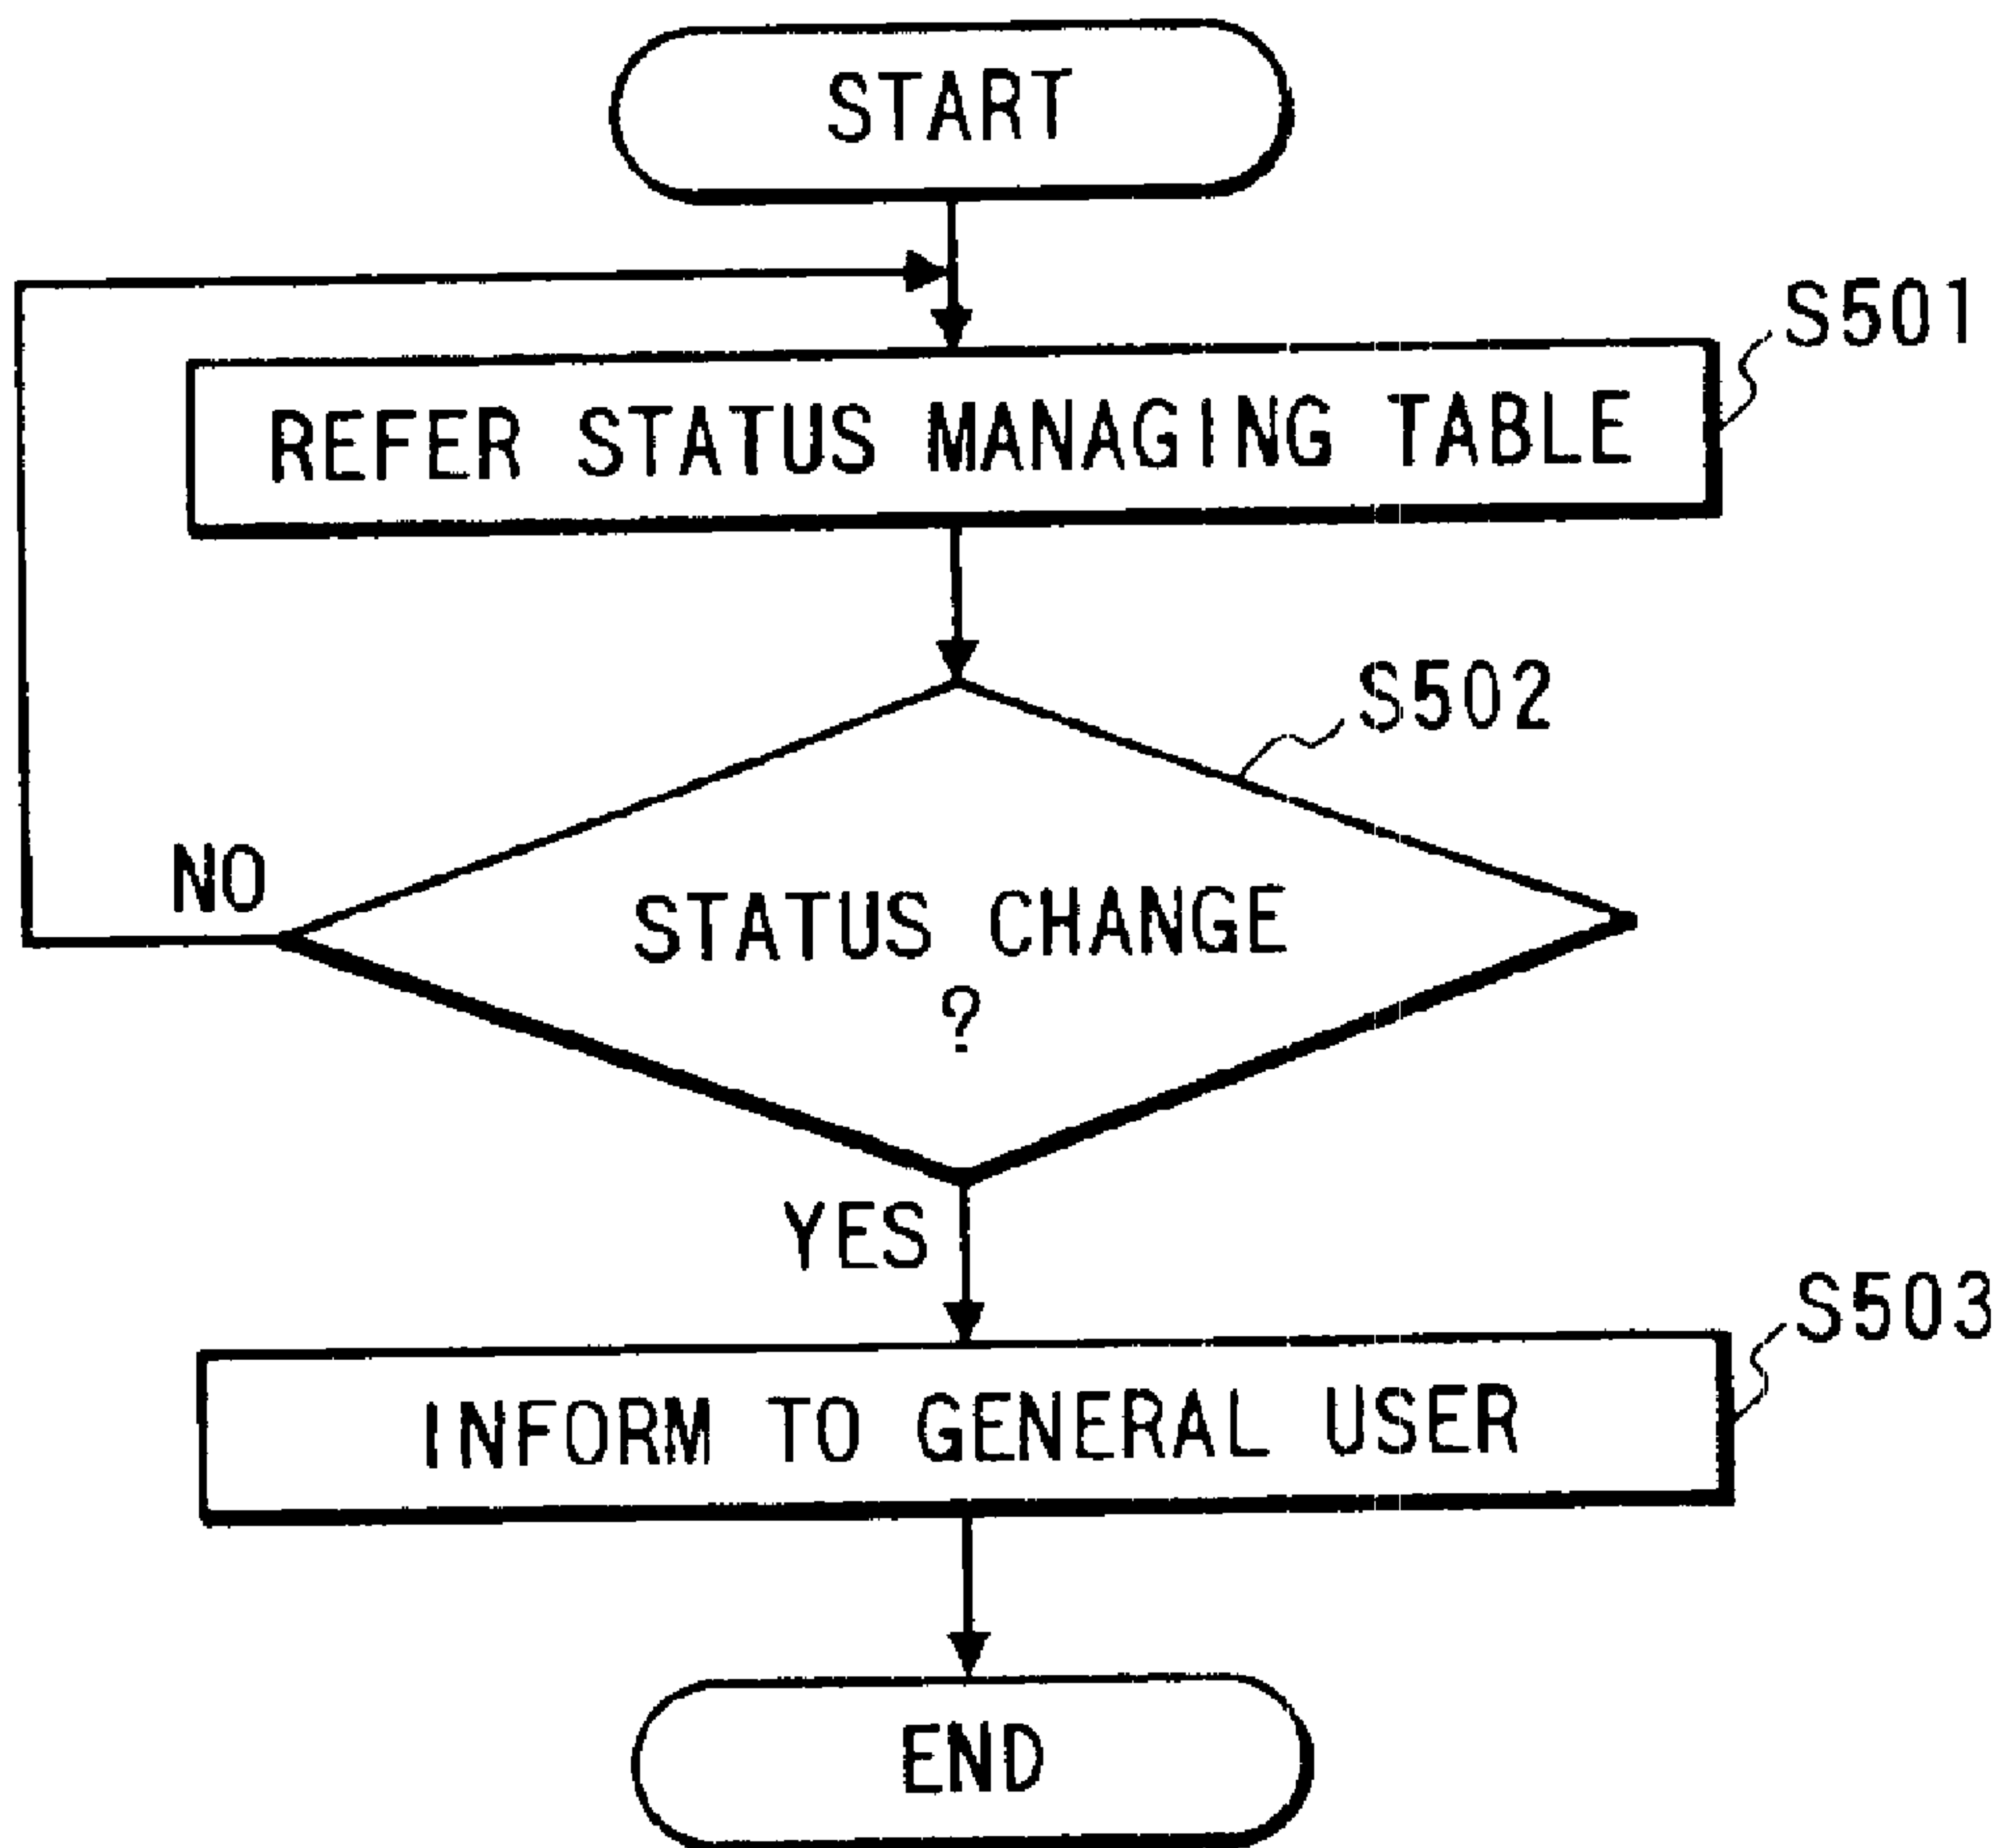 START
S501
REFER STATUS MANAGING TABLE
S502
NO
STATUS CHANGE
?
YES
S503
INFORM TO GENERAL USER
END